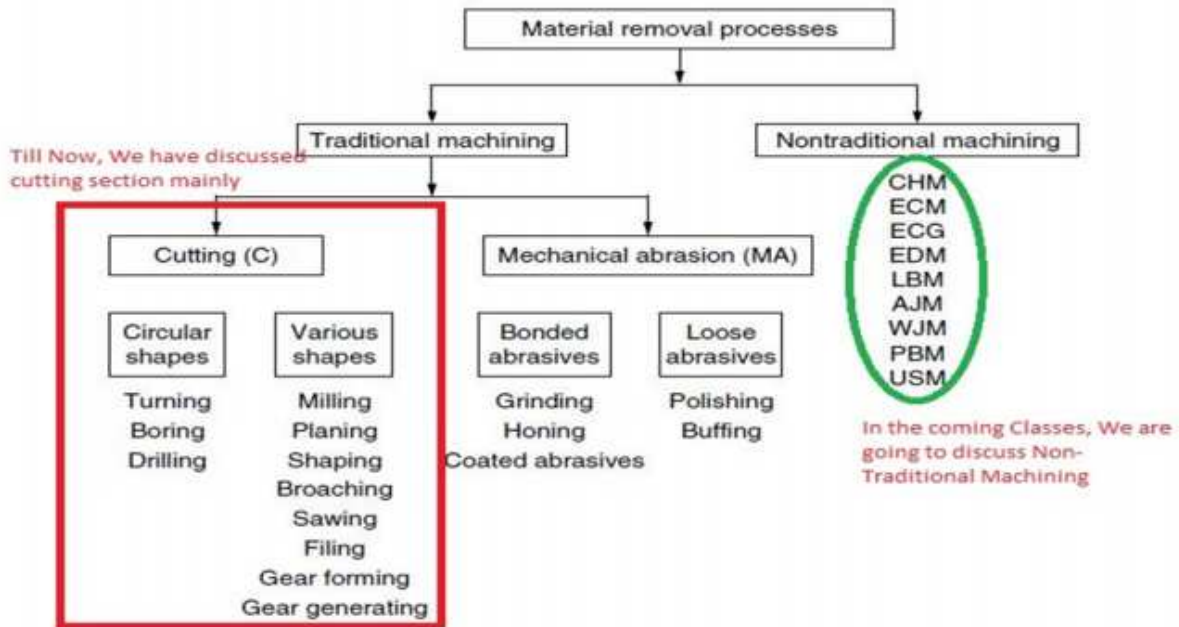 Material removal processes
Traditional machining
Nontraditional machining
Till Now, We have discussed
cutting section mainly
Cutting (C)
Mechanical abrasion (MA)
Circular
shapes
Turning
Boring
Drilling
Various
shapes
Milling
Planing
Shaping
Broaching
Sawing
Filing
Gear forming
Gear generating
Bonded
abrasives
Grinding
Honing
Coated abrasives
Loose
abrasives
Polishing
Buffing
CHM
ECM
ECG
EDM
LBM
AJM
WJM
PBM
USM
In the coming Classes, We are
going to discuss Non-
Traditional Machining